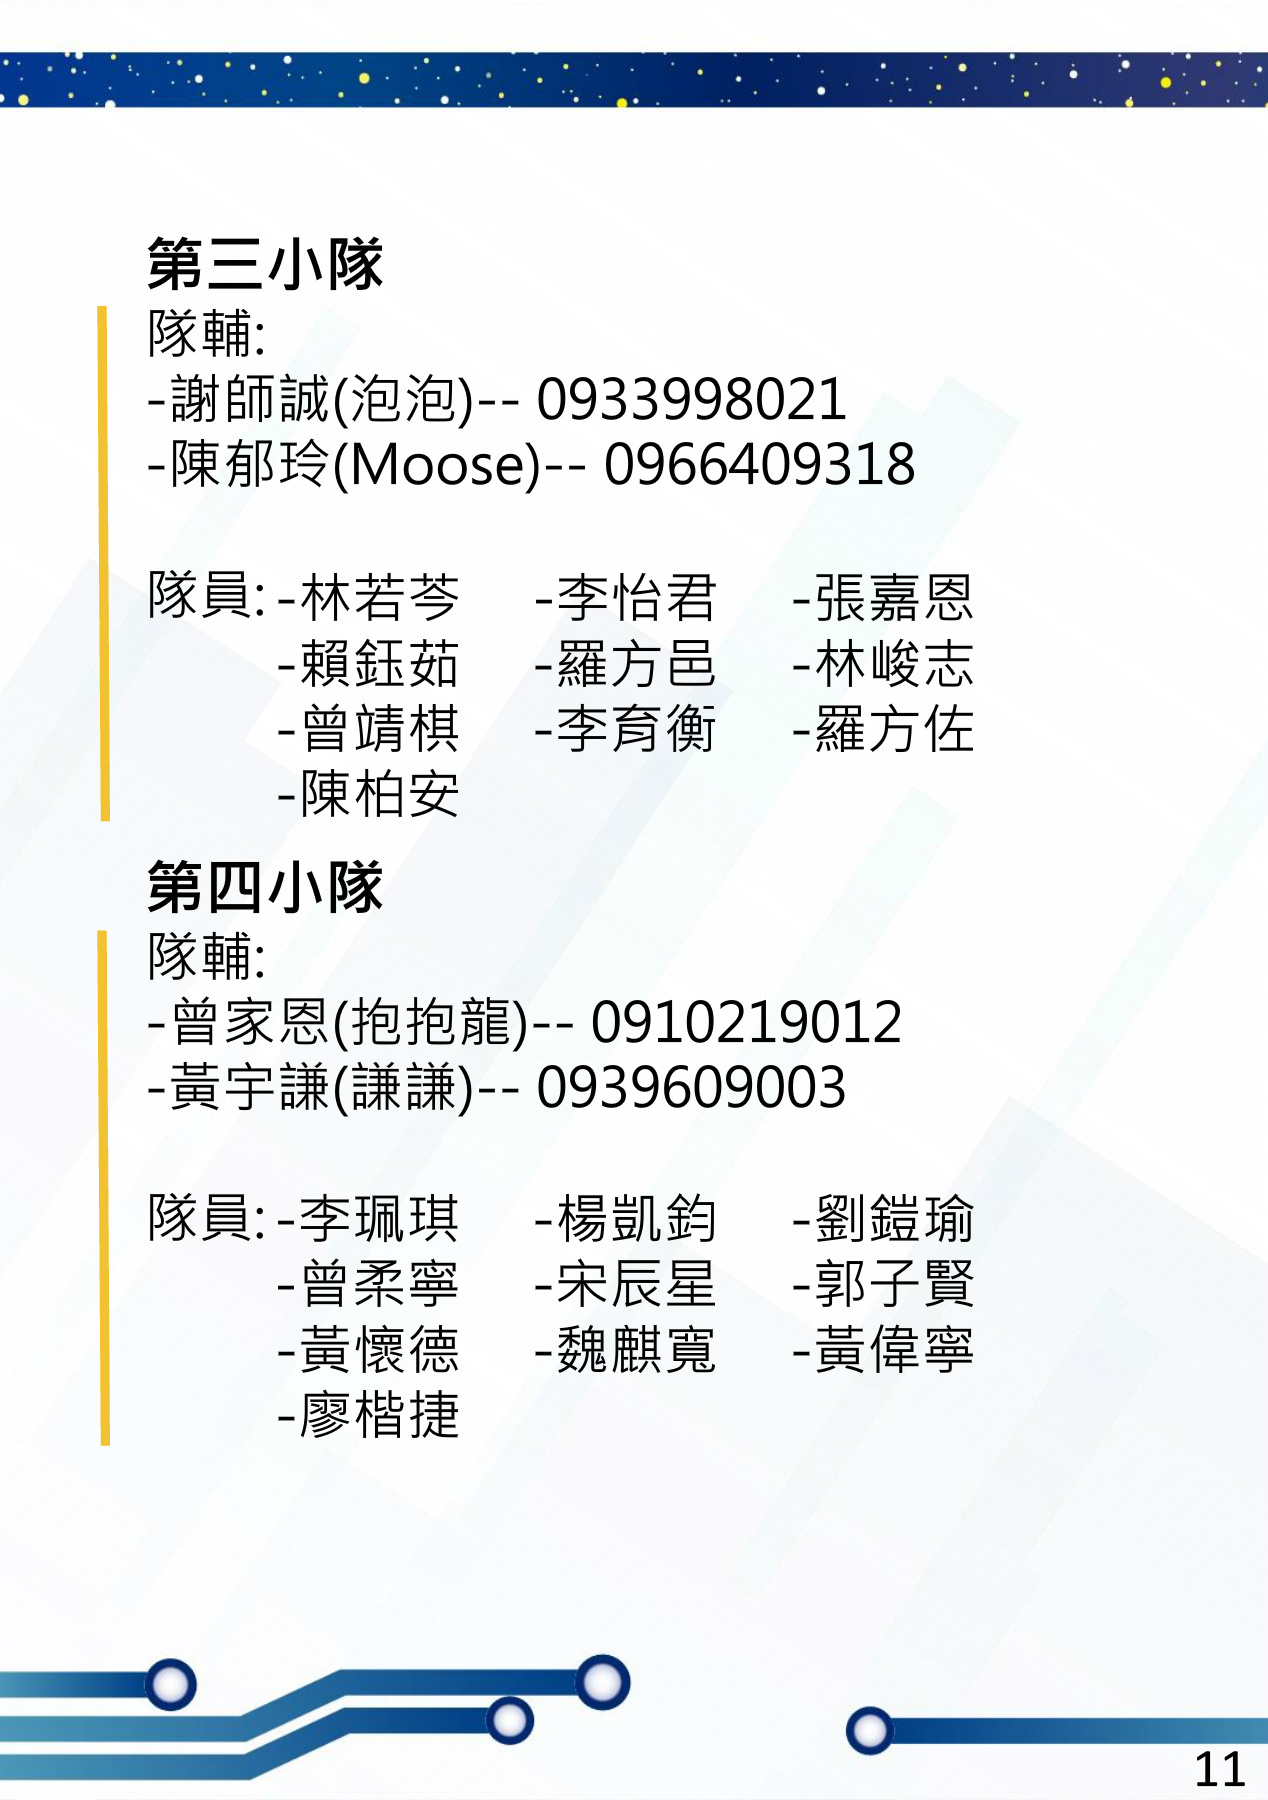 第三小隊
隊輔:
-謝師誠(泡泡)-- 0933998021
-陳郁玲(Moose)-- 0966409318
隊員: -林若芩 -李怡君 -張嘉恩
-賴鈺茹 -羅方邑 -林峻志
-曾靖棋 -李育衡 -羅方佐
-陳柏安
第四小隊
隊輔:
-曾家恩(抱抱龍)-- 0910219012
-黃宇謙(謙謙)-- 0939609003
隊員: -李珮琪 -楊凱鈞 -劉鎧瑜
-曾柔寧 -宋辰星 -郭子賢
-黃懷德 -魏麒寬 -黃偉寧
-廖楷捷
11